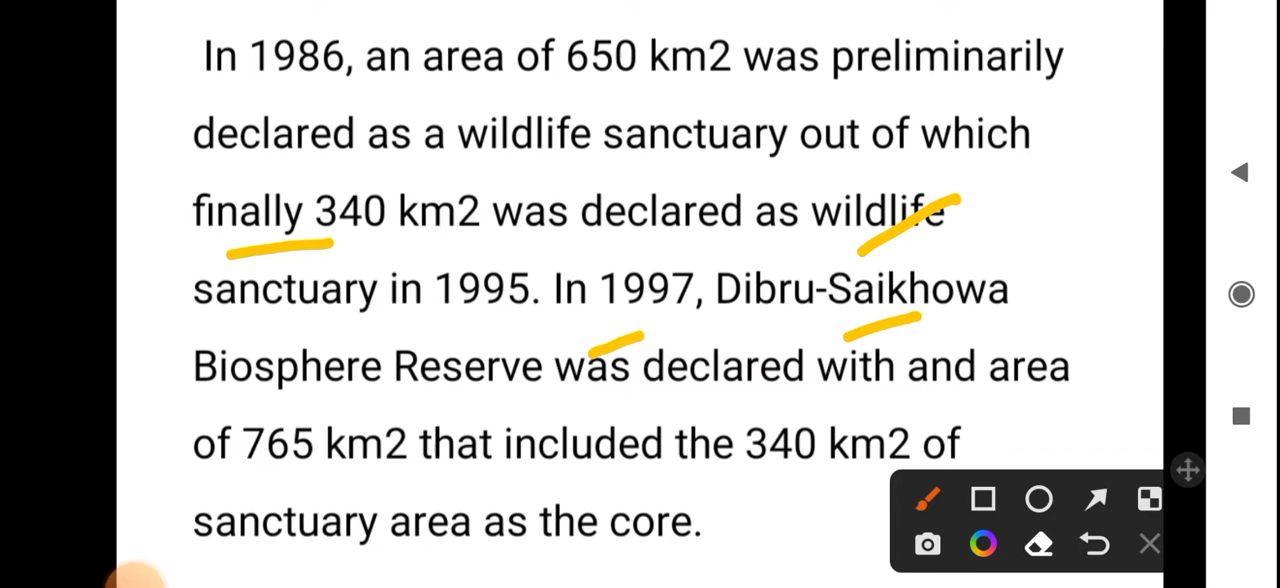 In 1986, an area of 650 km2 was preliminarily
declared as a wildlife sanctuary out of which
finally 340 km2 was declared as wildlife
sanctuary in 1995. In 1997, Dibru-Saikhowa
Biosphere Reserve was declared with and area
of 765 km2 that included the 340 km2 of
sanctuary area as the core.